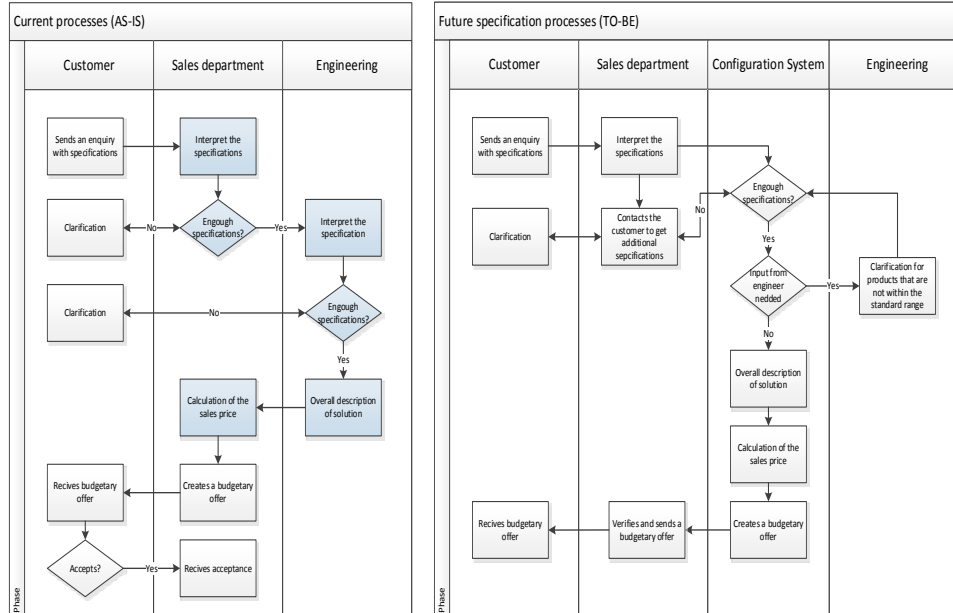 Current processes (AS-IS)
Customer
Sales department
Engineering
Sends an enquiry
with specifications
Interpret the
specifications
Clarification
No
Engough
specifications?
Yes
Interpret the
specification
Clarification
No
Engough
specifications?
Yes
Calculation of the
sales price
Overall description
of solution
Recives budgetary
offer
Creates a budgetary
offer
Accepts?
Yes
Recives acceptance
Phase
Future specification processes (TO-BE)
Customer
Sales department
Configuration System
Engineering
Sends an enquiry
with specifications
Interpret the
specifications
Engough
specifications?
No
Clarification
Contacts the
customer to get
additional
sepcifications
Yes
Input from
engineer
nedded
Yes
Clarification for
products that are
not within the
standard range
No
Overall description
of solution
Calculation of the
sales price
Recives budgetary
offer
Verifies and sends a
budgetary offer
Creates a budgetary
offer
Phase